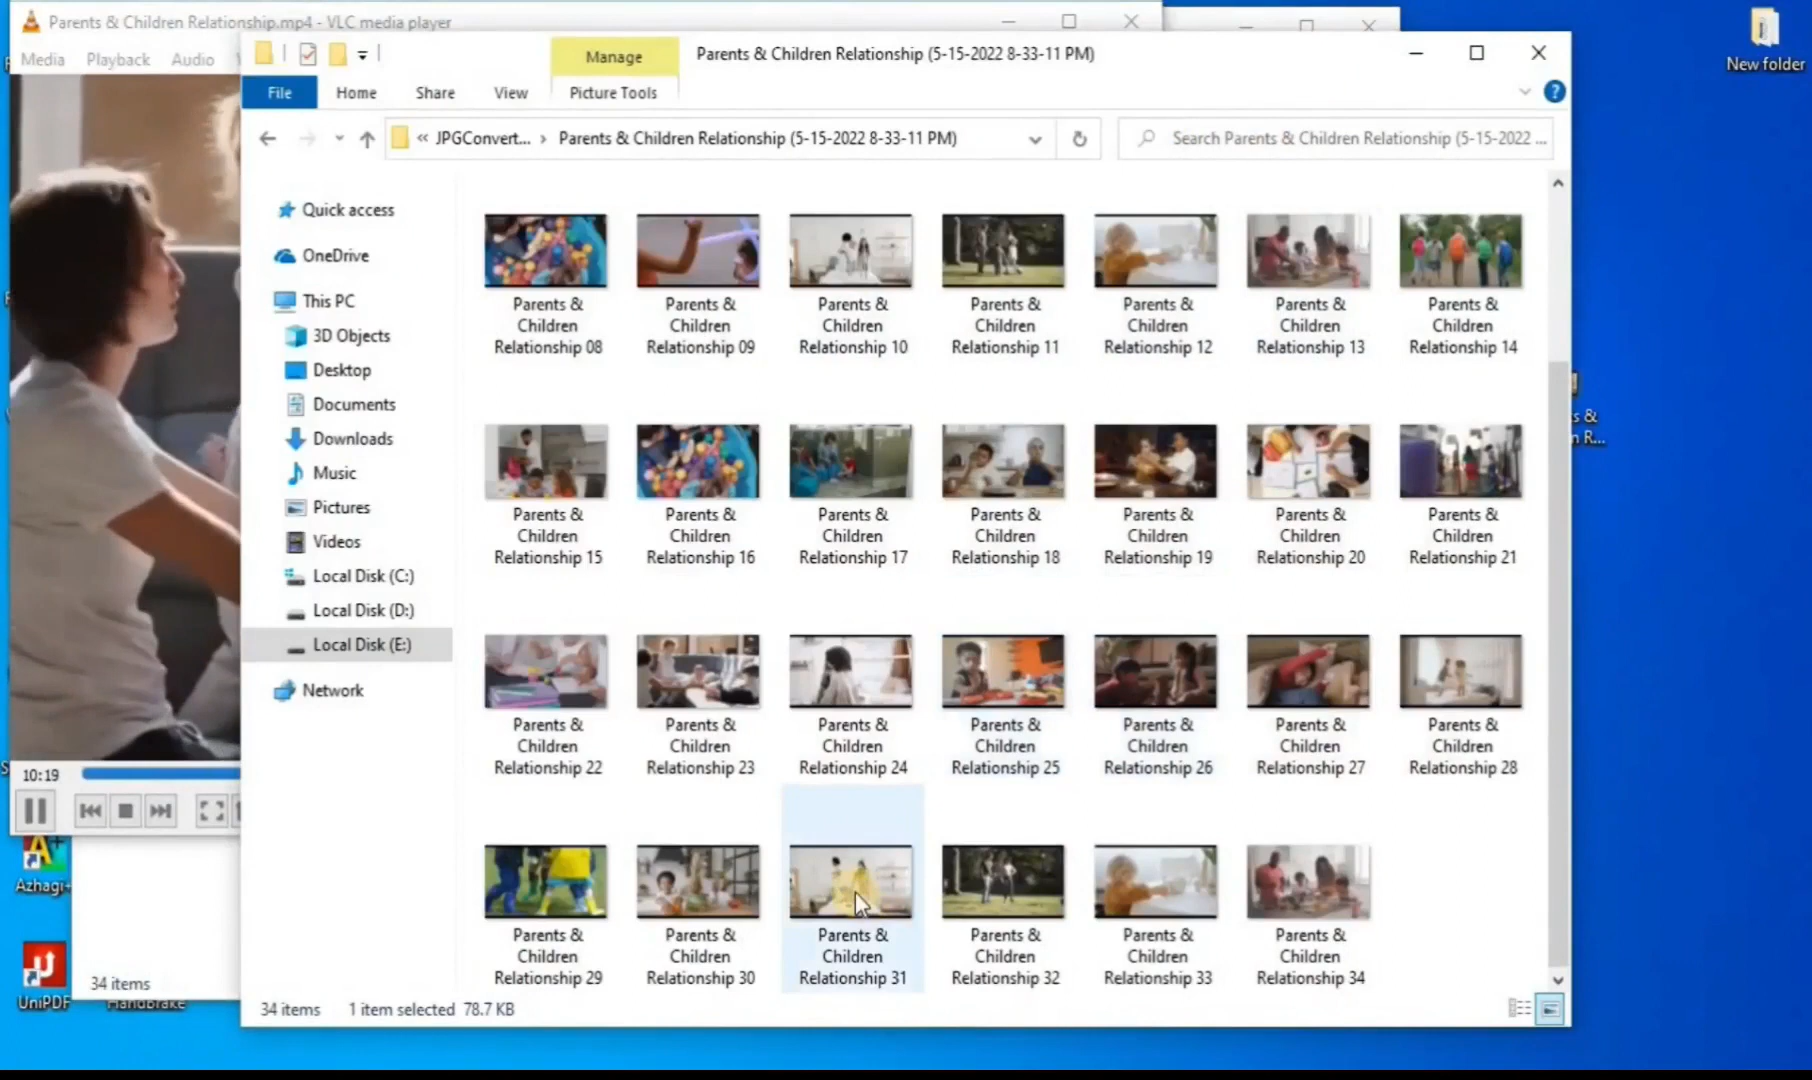 Parents & Children Relationship.mp4 - VLC media player
Media Playback Audio
Manage
Parents & Children Relationship (5-15-2022 8-33-11 PM)
New folder
File Home Share View Picture Tools
« JPGConvert... › Parents & Children Relationship (5-15-2022 8-33-11 PM)
Search Parents & Children Relationship (5-15-2022 ...
Quick access
OneDrive
This PC
3D Objects
Desktop
Documents
Downloads
Music
Pictures
Videos
Local Disk (C:)
Local Disk (D:)
Local Disk (E:)
Network
Parents & Children Relationship 08
Parents & Children Relationship 09
Parents & Children Relationship 10
Parents & Children Relationship 11
Parents & Children Relationship 12
Parents & Children Relationship 13
Parents & Children Relationship 14
Parents & Children Relationship 15
Parents & Children Relationship 16
Parents & Children Relationship 17
Parents & Children Relationship 18
Parents & Children Relationship 19
Parents & Children Relationship 20
Parents & Children Relationship 21
Parents & Children Relationship 22
Parents & Children Relationship 23
Parents & Children Relationship 24
Parents & Children Relationship 25
Parents & Children Relationship 26
Parents & Children Relationship 27
Parents & Children Relationship 28
Parents & Children Relationship 29
Parents & Children Relationship 30
Parents & Children Relationship 31
Parents & Children Relationship 32
Parents & Children Relationship 33
Parents & Children Relationship 34
10:19
Azhagi+
34 items
UniPDF
HandBrake
34 items 1 item selected 78.7 KB